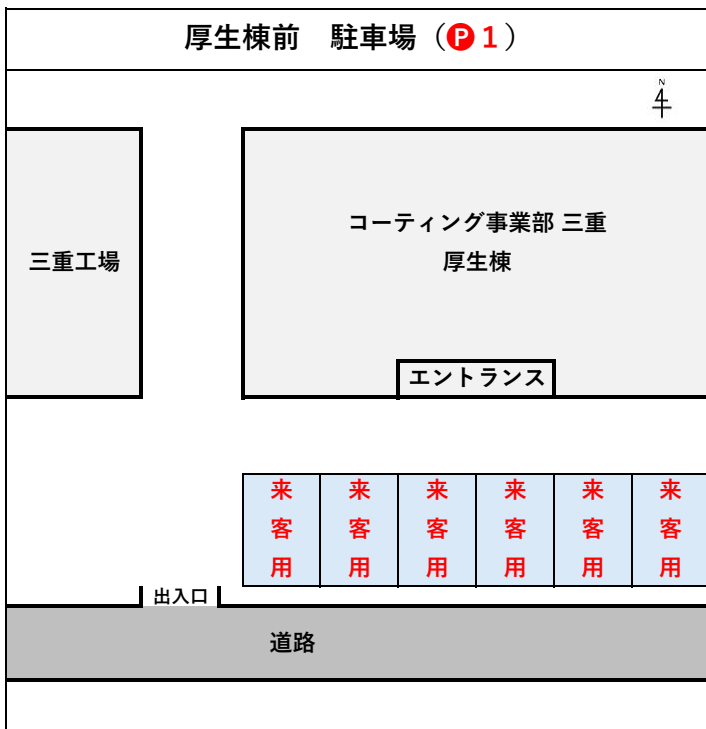 厚生棟前　駐車場（🅟１）
N
コーティング事業部 三重
厚生棟
三重工場
エントランス
来客用
来客用
来客用
来客用
来客用
来客用
出入口
道路